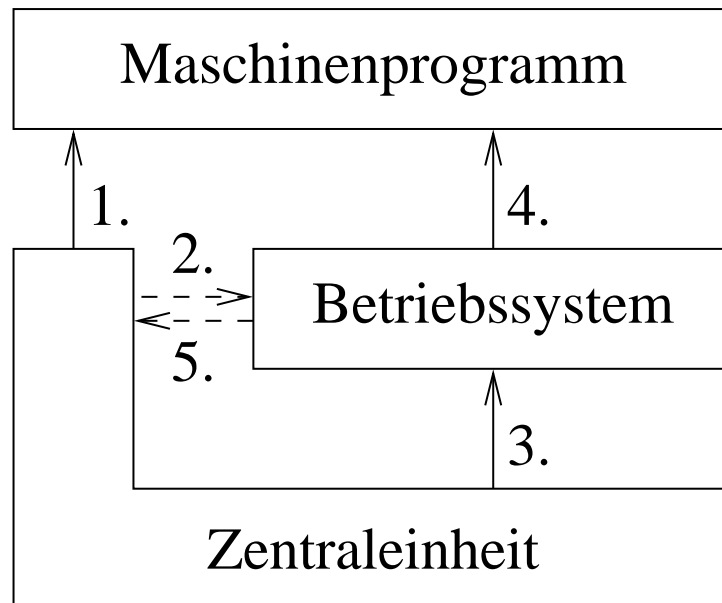 Maschinenprogramm
1.
4.
2.
Betriebssystem
5.
3.
Zentraleinheit